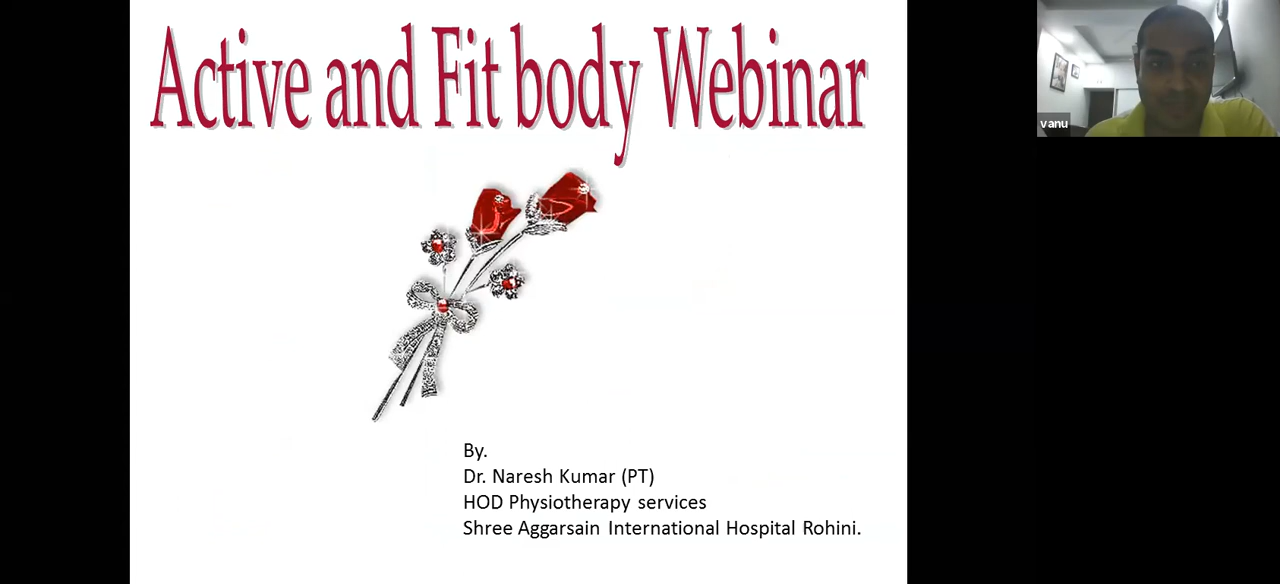 Active and Fit body Webinar
vanu
By.
Dr. Naresh Kumar (PT)
HOD Physiotherapy services
Shree Aggarsain International Hospital Rohini.